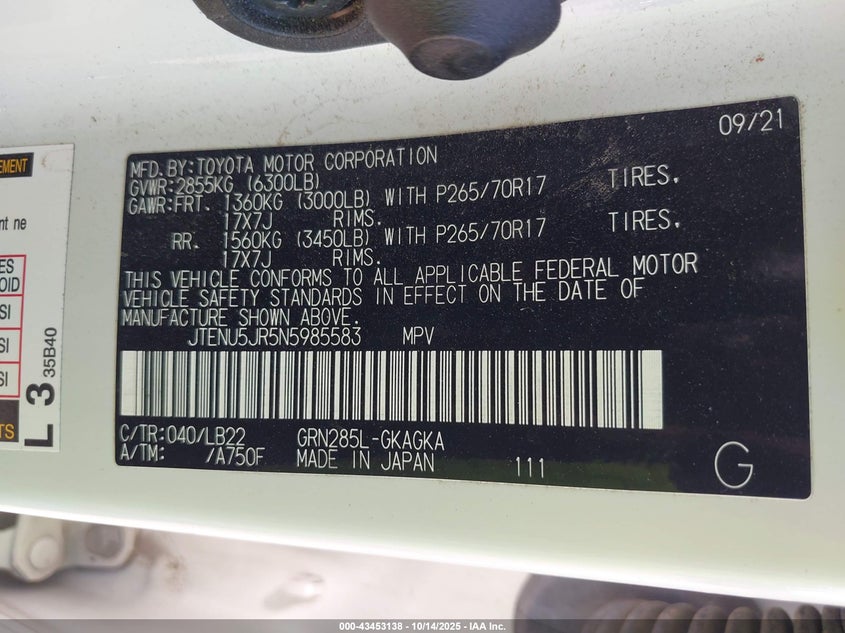 09/21
MFD. BY: TOYOTA MOTOR CORPORATION
GVWR: 2855KG (6300LB)
GAWR: FRT. 1360KG (3000LB) WITH P265/70R17 TIRES,
17X7J RIMS.
RR. 1560KG (3450LB) WITH P265/70R17 TIRES,
17X7J RIMS.
THIS VEHICLE CONFORMS TO ALL APPLICABLE FEDERAL MOTOR
VEHICLE SAFETY STANDARDS IN EFFECT ON THE DATE OF
MANUFACTURE SHOWN ABOVE.
JTENU5JR5N5985583 MPV
C/TR: 040/LB22 GRN285L-GKAGKA
A/TM: /A750F MADE IN JAPAN 111
G
L 3 35B40
000-43453138 - 10/14/2025 - IAA Inc.